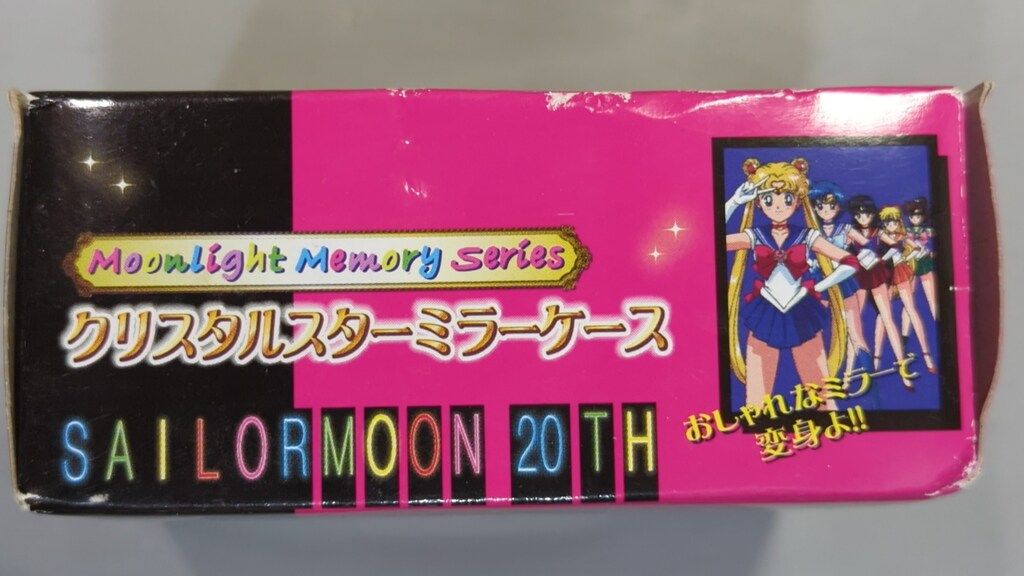 Moonlight Memory Series
クリスタルスターミラーケース
SAILORMOON 20TH
おしゃれなミラーで
変身よ!!